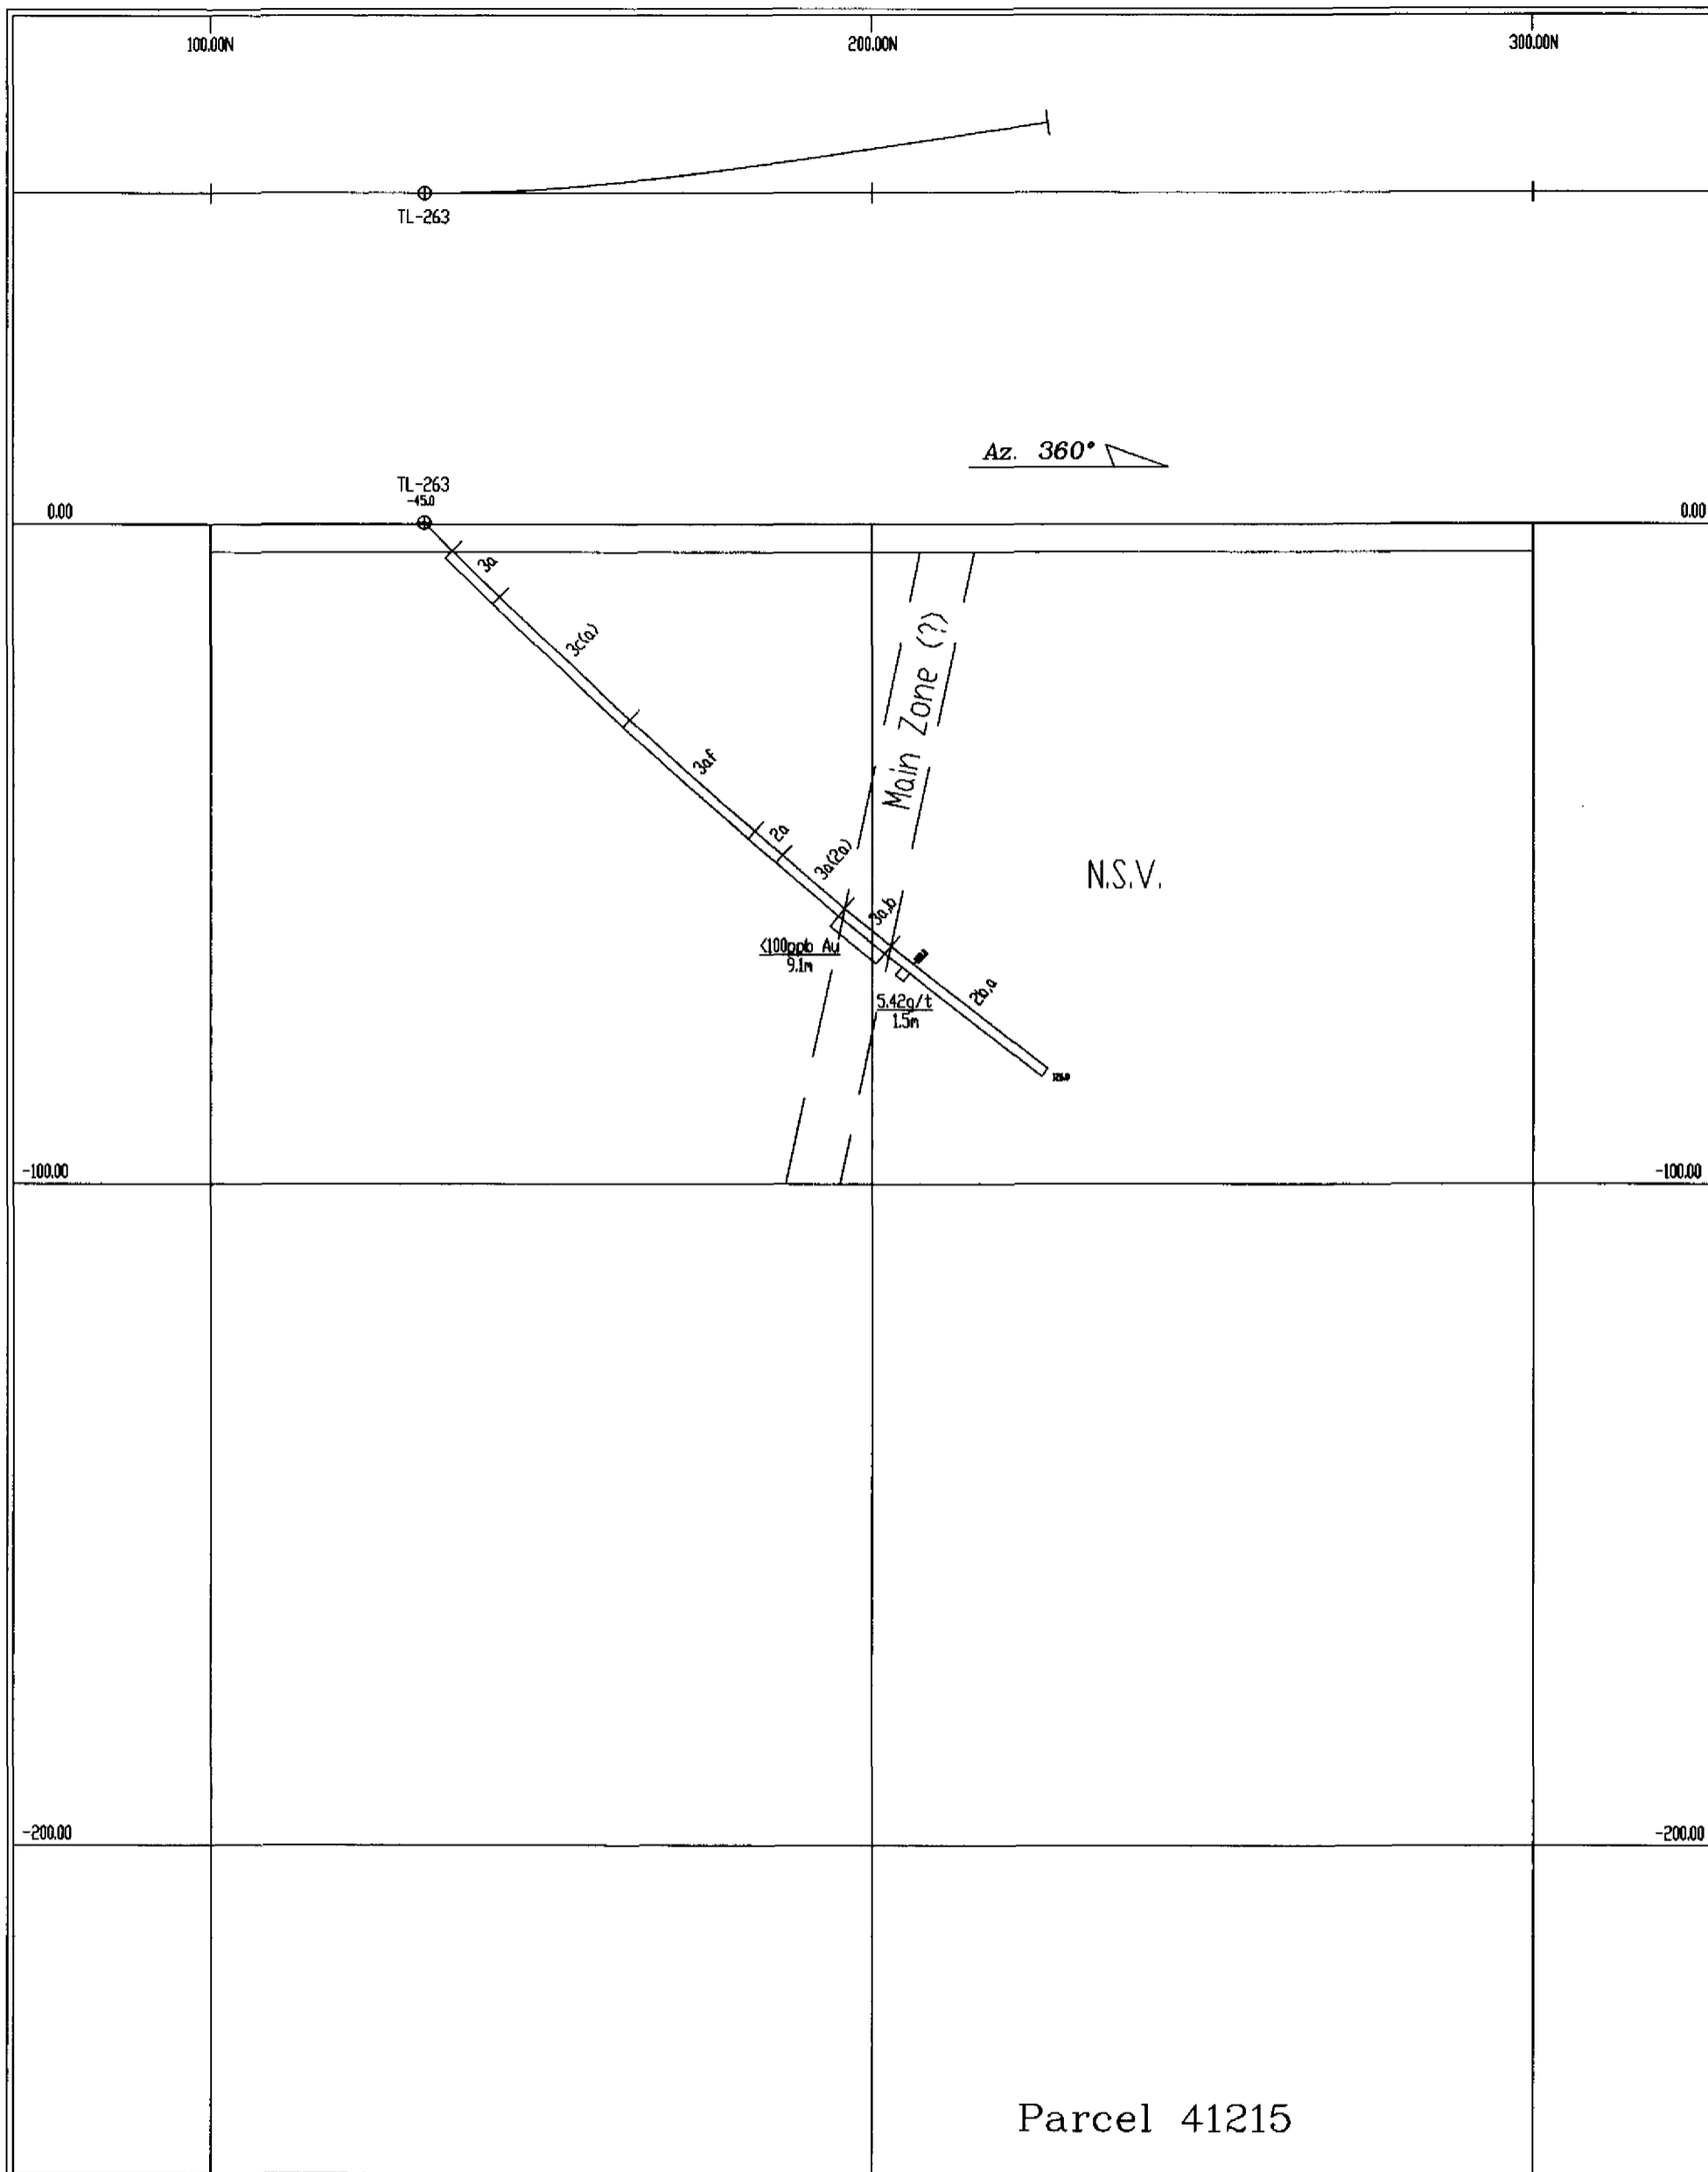 100.00N
200.00N
300.00N
TL-263
Az. 360°
TL-263
-45.0
0.00
0.00
3a
3c(a)
3a,f
2a
3a(2a)
3a,b
2b,a
Main Zone (?)
N.S.V.
<100ppb Au
9.1m
5.42g/t
1.5m
-100.00
-100.00
-200.00
-200.00
Parcel 41215